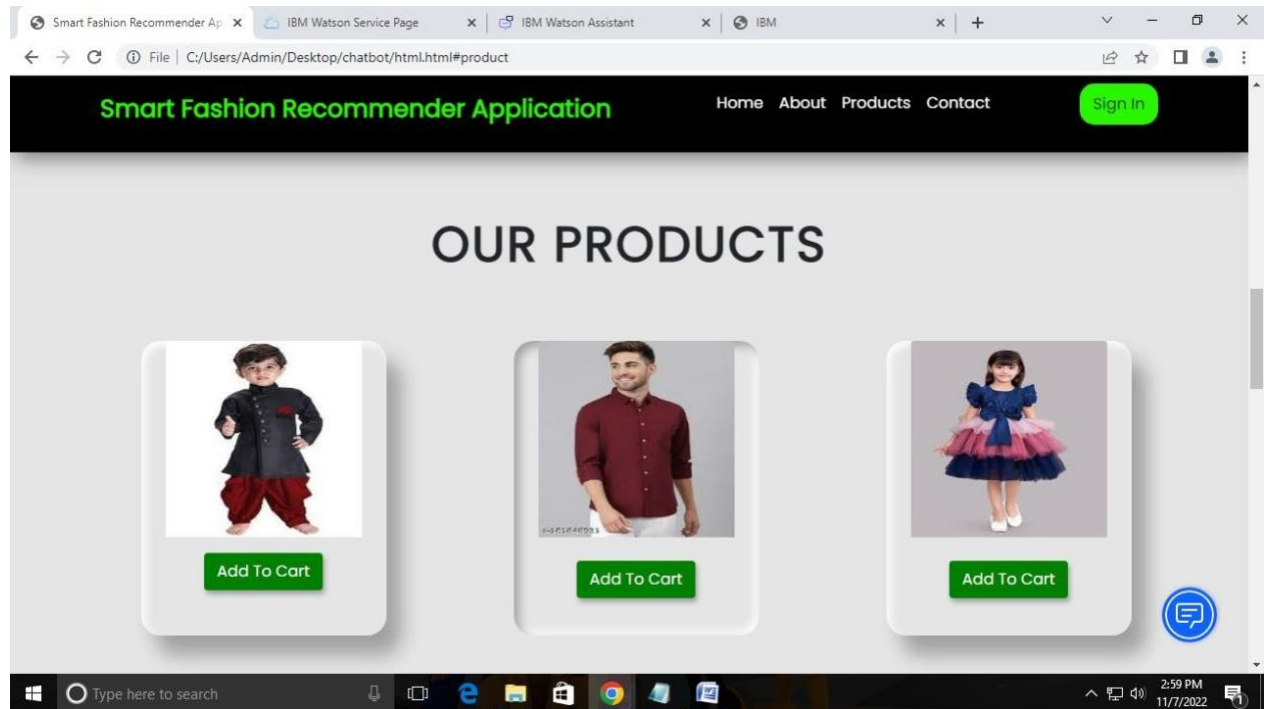 Smart Fashion Recommender Ap
IBM Watson Service Page
IBM Watson Assistant
IBM
File | C:/Users/Admin/Desktop/chatbot/html.html#product
Smart Fashion Recommender Application
Home About Products Contact
Sign In
OUR PRODUCTS
Add To Cart
Add To Cart
Add To Cart
Type here to search
2:59 PM
11/7/2022
1